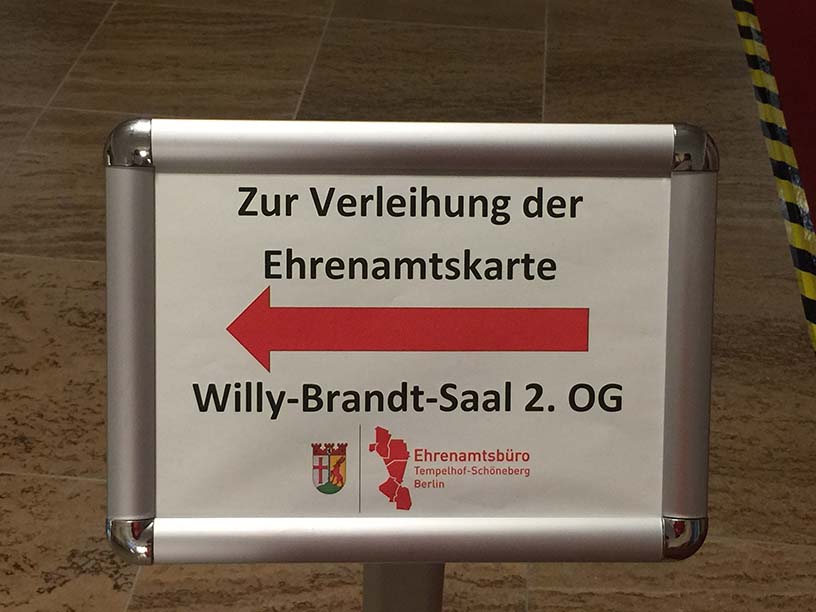 Zur Verleihung der
Ehrenamtskarte
Willy-Brandt-Saal 2. OG
Ehrenamtsbüro
Tempelhof-Schöneberg
Berlin